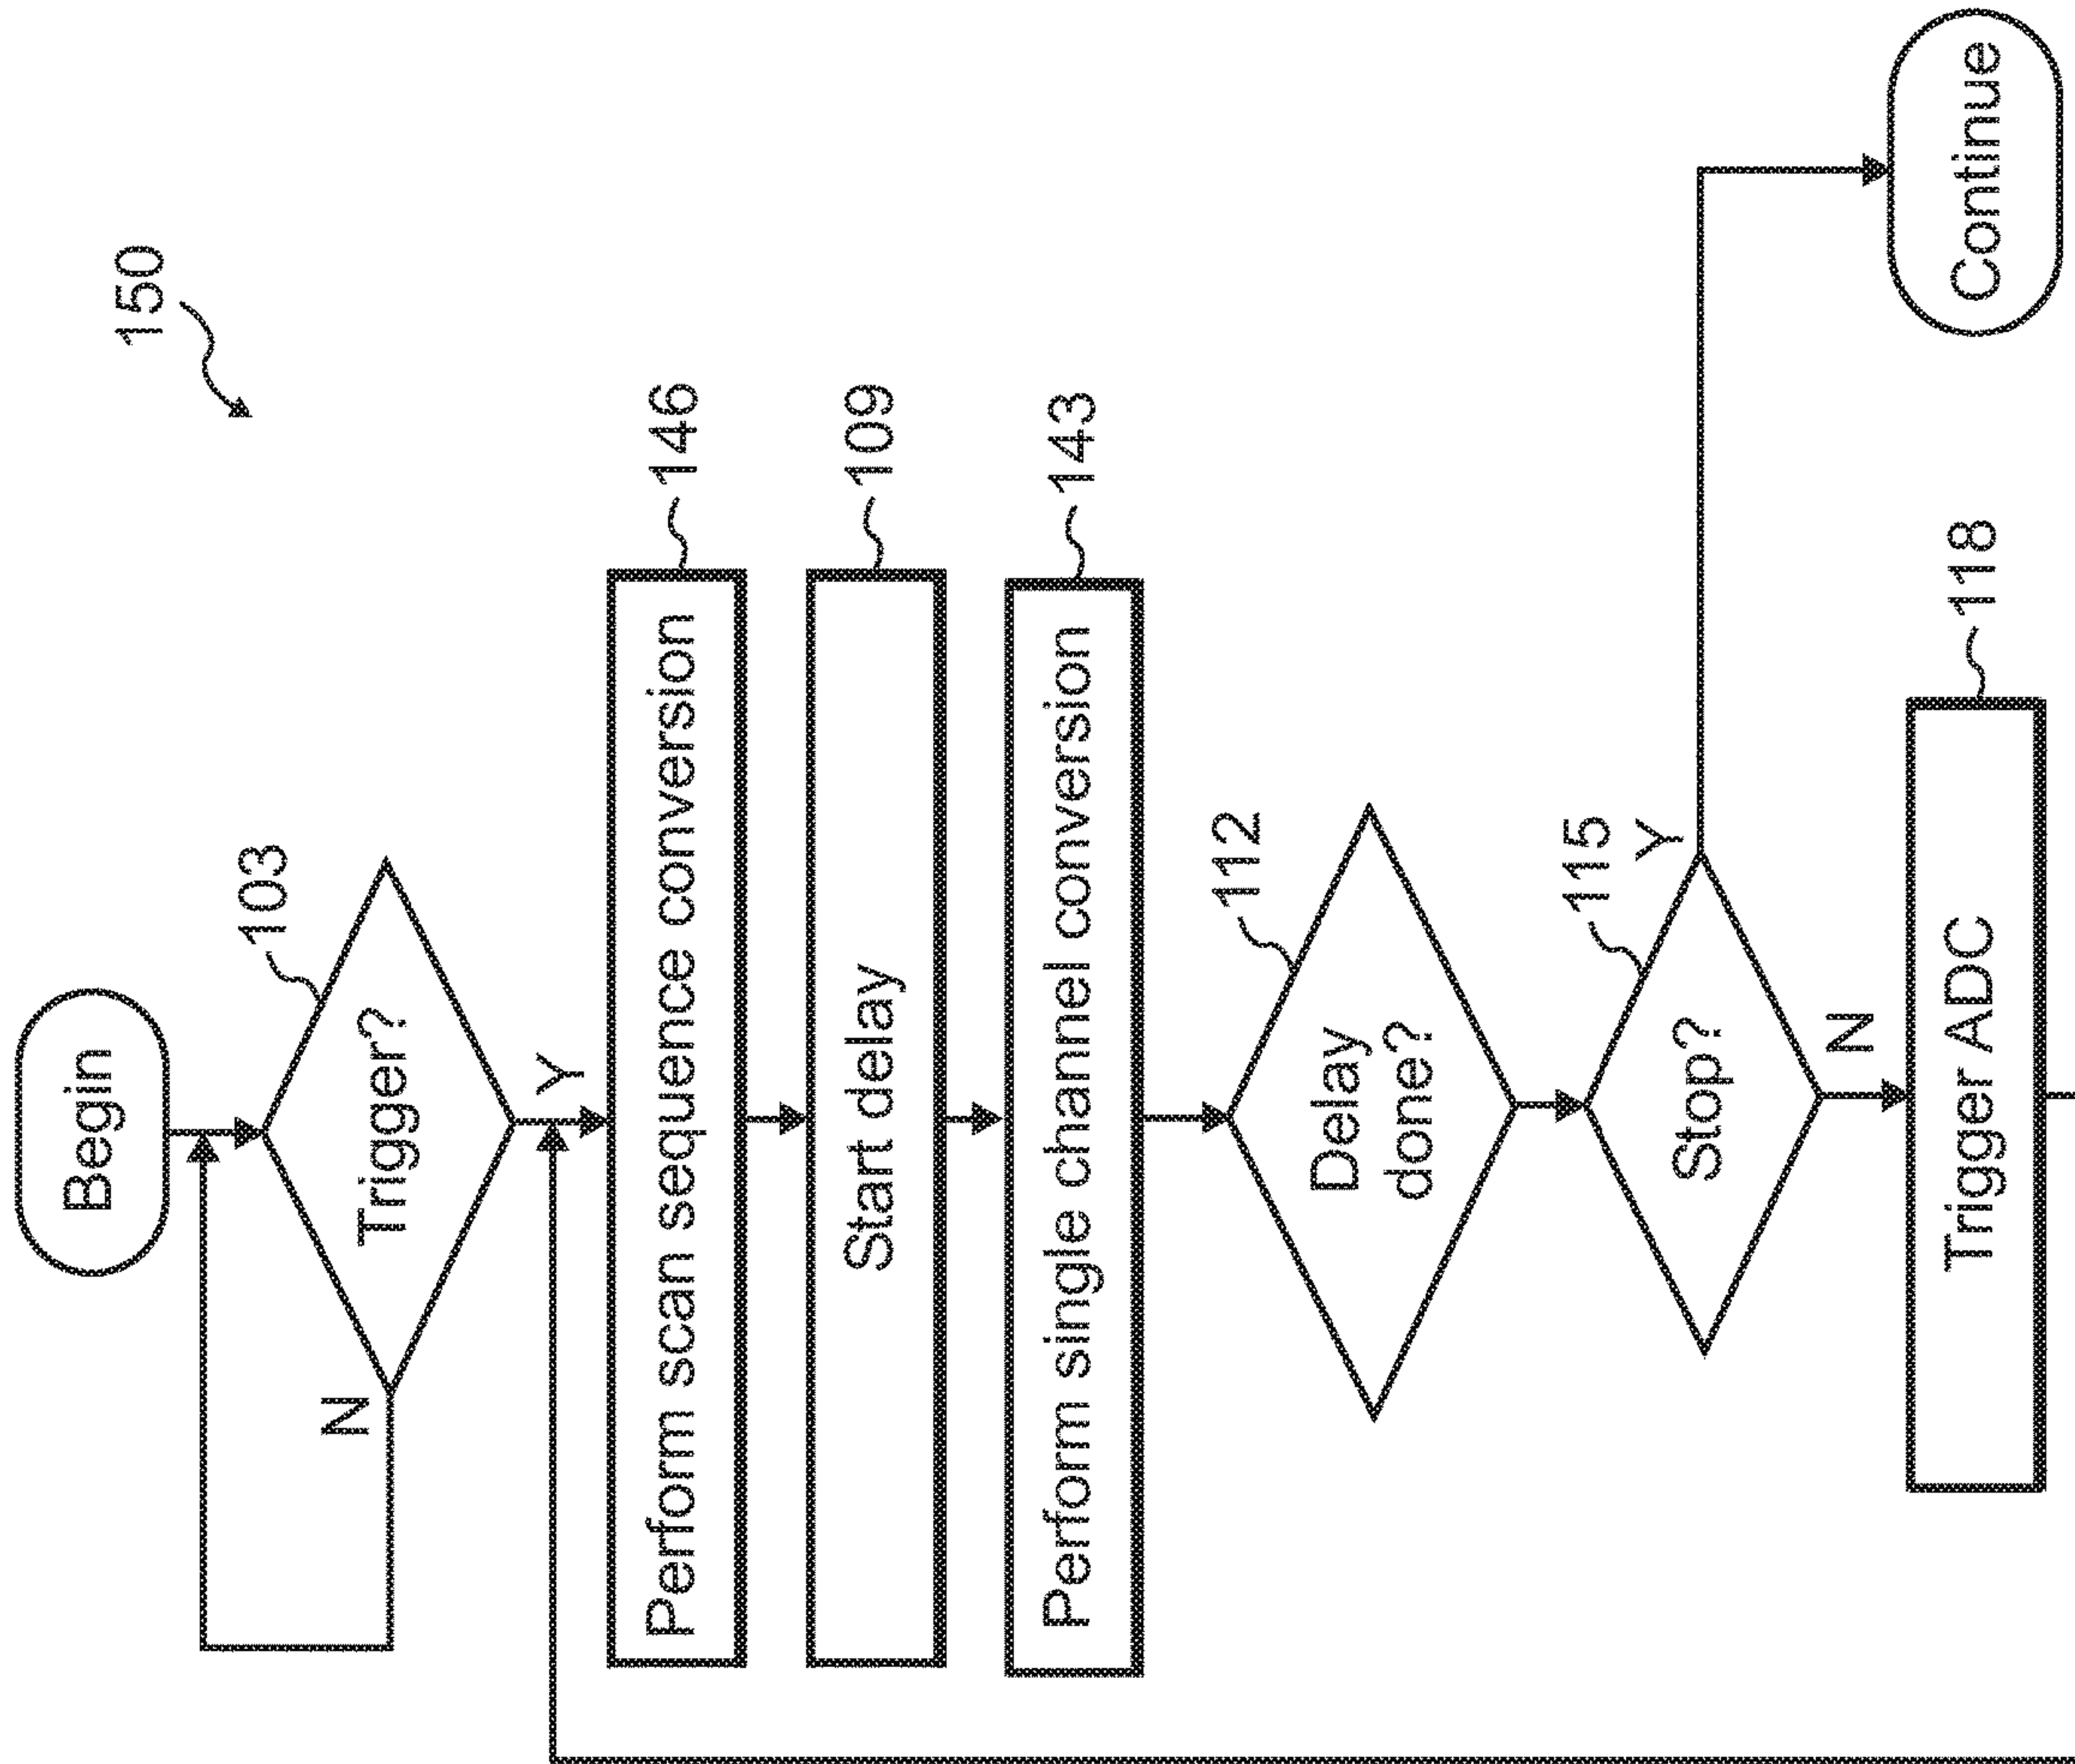 150
Begin
103
Trigger?
N
Y
Perform scan sequence conversion
146
Start delay
109
Perform single channel conversion
143
112
Delay
done?
115
Y
Stop?
N
Trigger ADC
118
Continue